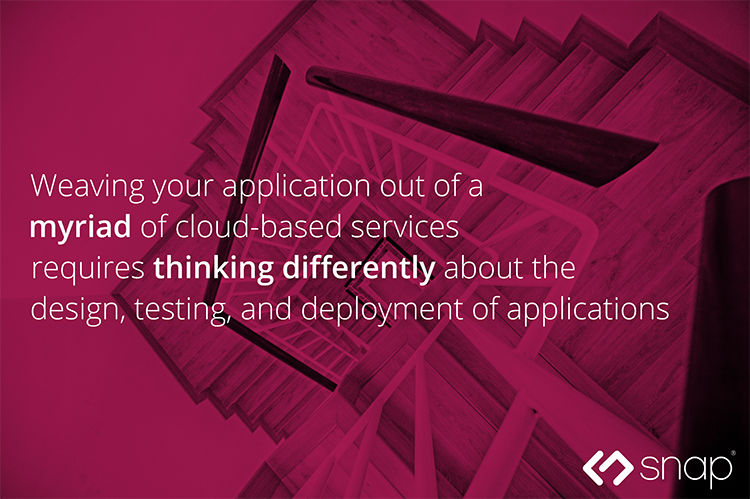 Weaving your application out of a
myriad of cloud-based services
requires thinking differently about the
design, testing, and deployment of applications
snap®